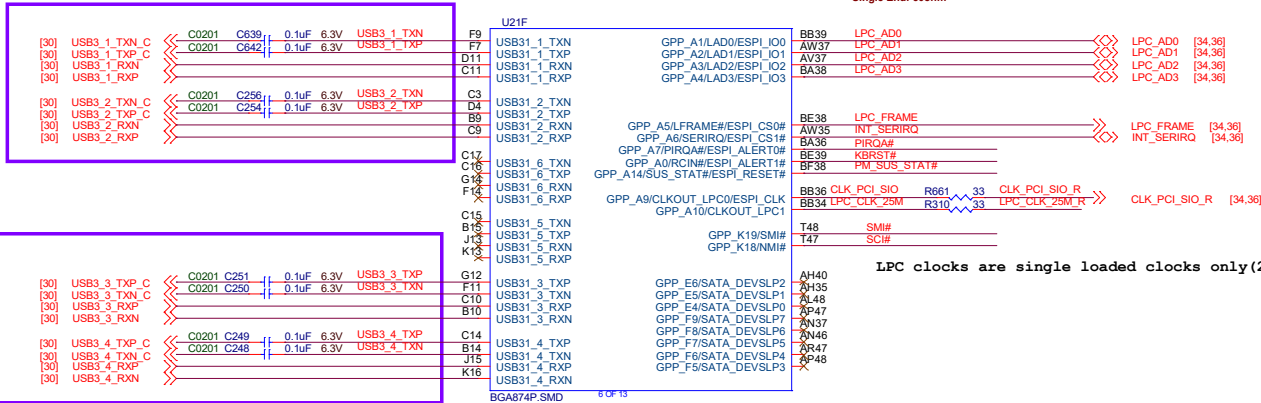 U21F
[30] USB3_1_TXN_C C0201 C639 0.1uF 6.3V USB3_1_TXN F9 USB31_1_TXN GPP_A1/LAD0/ESPI_IO0 BB39 LPC_AD0 LPC_AD0 [34,36]
[30] USB3_1_TXP_C C0201 C642 0.1uF 6.3V USB3_1_TXP F7 USB31_1_TXP GPP_A2/LAD1/ESPI_IO1 AW37 LPC_AD1 LPC_AD1 [34,36]
[30] USB3_1_RXN D11 USB31_1_RXN GPP_A3/LAD2/ESPI_IO2 AV37 LPC_AD2 LPC_AD2 [34,36]
[30] USB3_1_RXP C11 USB31_1_RXP GPP_A4/LAD3/ESPI_IO3 BA38 LPC_AD3 LPC_AD3 [34,36]
[30] USB3_2_TXN_C C0201 C256 0.1uF 6.3V USB3_2_TXN C3 USB31_2_TXN
[30] USB3_2_TXP_C C0201 C254 0.1uF 6.3V USB3_2_TXP D4 USB31_2_TXP
[30] USB3_2_RXN B9 USB31_2_RXN GPP_A5/LFRAME#/ESPI_CS0# BE38 LPC_FRAME LPC_FRAME [34,36]
[30] USB3_2_RXP C9 USB31_2_RXP GPP_A6/SERIRQ/ESPI_CS1# AW35 INT_SERIRQ INT_SERIRQ [34,36]
GPP_A7/PIRQA#/ESPI_ALERT0# BA36 PIRQA#
C17 USB31_6_TXN GPP_A0/RCIN#/ESPI_ALERT1# BE39 KBRST#
C16 USB31_6_TXP GPP_A14/SUS_STAT#/ESPI_RESET# BF38 PM_SUS_STAT#
G14 USB31_6_RXN
F14 USB31_6_RXP GPP_A9/CLKOUT_LPC0/ESPI_CLK BB36 CLK_PCI_SIO R661 33 CLK_PCI_SIO_R CLK_PCI_SIO_R [34,36]
GPP_A10/CLKOUT_LPC1 BB34 LPC_CLK_25M R310 33 LPC_CLK_25M_R
C15 USB31_5_TXN
B15 USB31_5_TXP GPP_K19/SMI# T48 SMI#
J13 USB31_5_RXN GPP_K18/NMI# T47 SCI#
K13 USB31_5_RXP
LPC clocks are single loaded clocks only(2
[30] USB3_3_TXP_C C0201 C251 0.1uF 6.3V USB3_3_TXP G12 USB31_3_TXP GPP_E6/SATA_DEVSLP2 AH40
[30] USB3_3_TXN_C C0201 C250 0.1uF 6.3V USB3_3_TXN F11 USB31_3_TXN GPP_E5/SATA_DEVSLP1 AH35
[30] USB3_3_RXP C10 USB31_3_RXP GPP_E4/SATA_DEVSLP0 AL48
[30] USB3_3_RXN B10 USB31_3_RXN GPP_F9/SATA_DEVSLP7 AP47
GPP_F8/SATA_DEVSLP6 AN37
[30] USB3_4_TXP_C C0201 C249 0.1uF 6.3V USB3_4_TXP C14 USB31_4_TXP GPP_F7/SATA_DEVSLP5 AN46
[30] USB3_4_TXN_C C0201 C248 0.1uF 6.3V USB3_4_TXN B14 USB31_4_TXN GPP_F6/SATA_DEVSLP4 AR47
[30] USB3_4_RXP J15 USB31_4_RXP GPP_F5/SATA_DEVSLP3 AP48
[30] USB3_4_RXN K16 USB31_4_RXN
BGA874P.SMD 6 OF 13